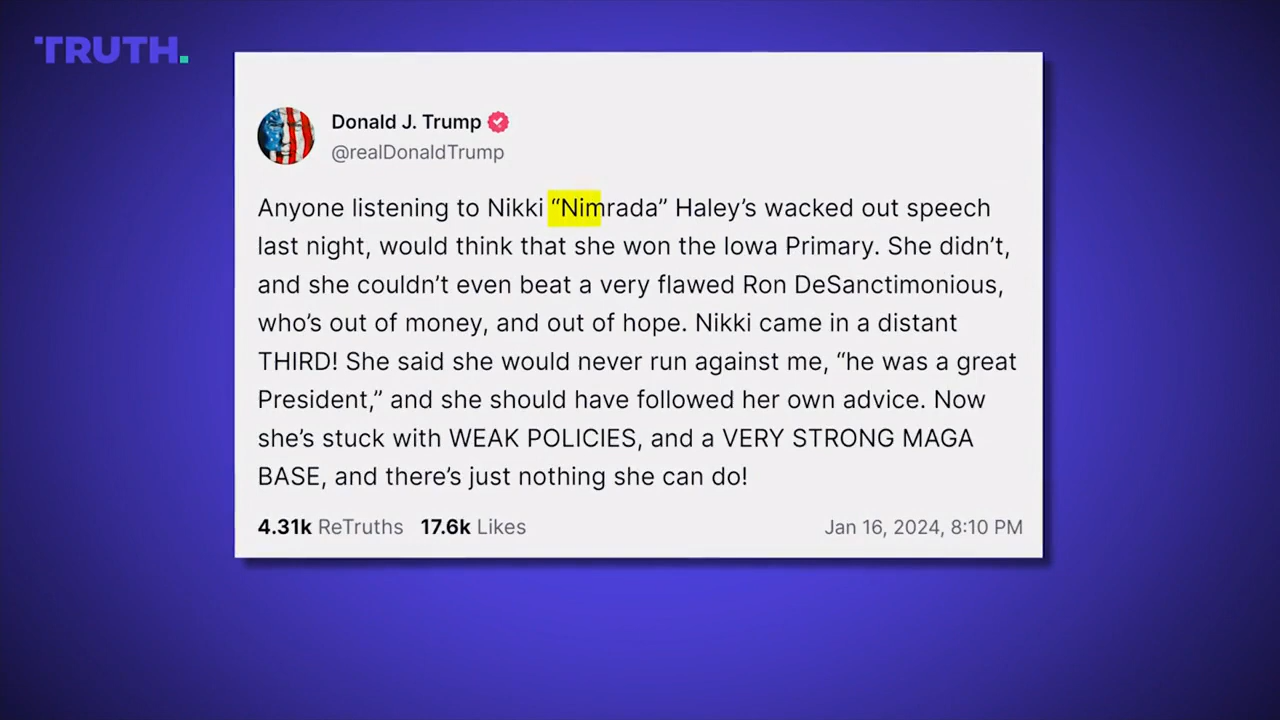 TRUTH.
Donald J. Trump
@realDonaldTrump
Anyone listening to Nikki “Nimrada” Haley’s wacked out speech
last night, would think that she won the Iowa Primary. She didn’t,
and she couldn’t even beat a very flawed Ron DeSanctimonious,
who’s out of money, and out of hope. Nikki came in a distant
THIRD! She said she would never run against me, “he was a great
President,” and she should have followed her own advice. Now
she’s stuck with WEAK POLICIES, and a VERY STRONG MAGA
BASE, and there’s just nothing she can do!
4.31k ReTruths 17.6k Likes Jan 16, 2024, 8:10 PM